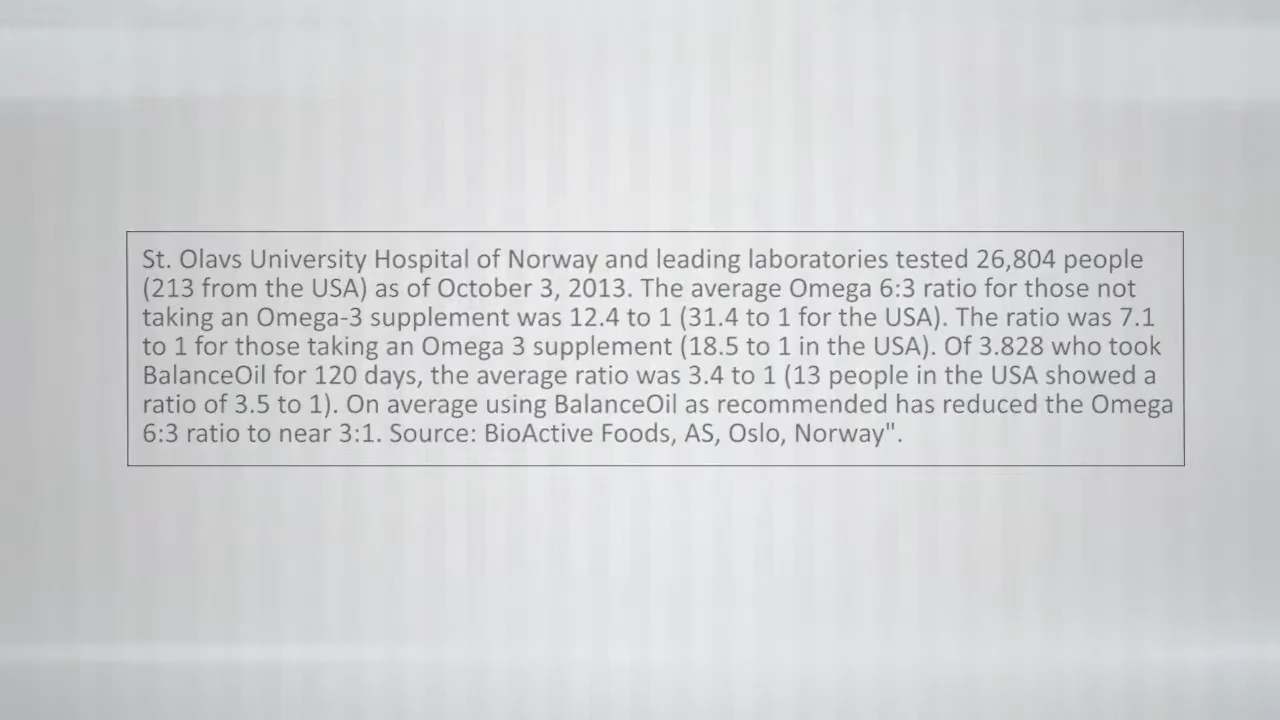 St. Olavs University Hospital of Norway and leading laboratories tested 26,804 people
(213 from the USA) as of October 3, 2013. The average Omega 6:3 ratio for those not
taking an Omega-3 supplement was 12.4 to 1 (31.4 to 1 for the USA). The ratio was 7.1
to 1 for those taking an Omega 3 supplement (18.5 to 1 in the USA). Of 3.828 who took
BalanceOil for 120 days, the average ratio was 3.4 to 1 (13 people in the USA showed a
ratio of 3.5 to 1). On average using BalanceOil as recommended has reduced the Omega
6:3 ratio to near 3:1. Source: BioActive Foods, AS, Oslo, Norway".